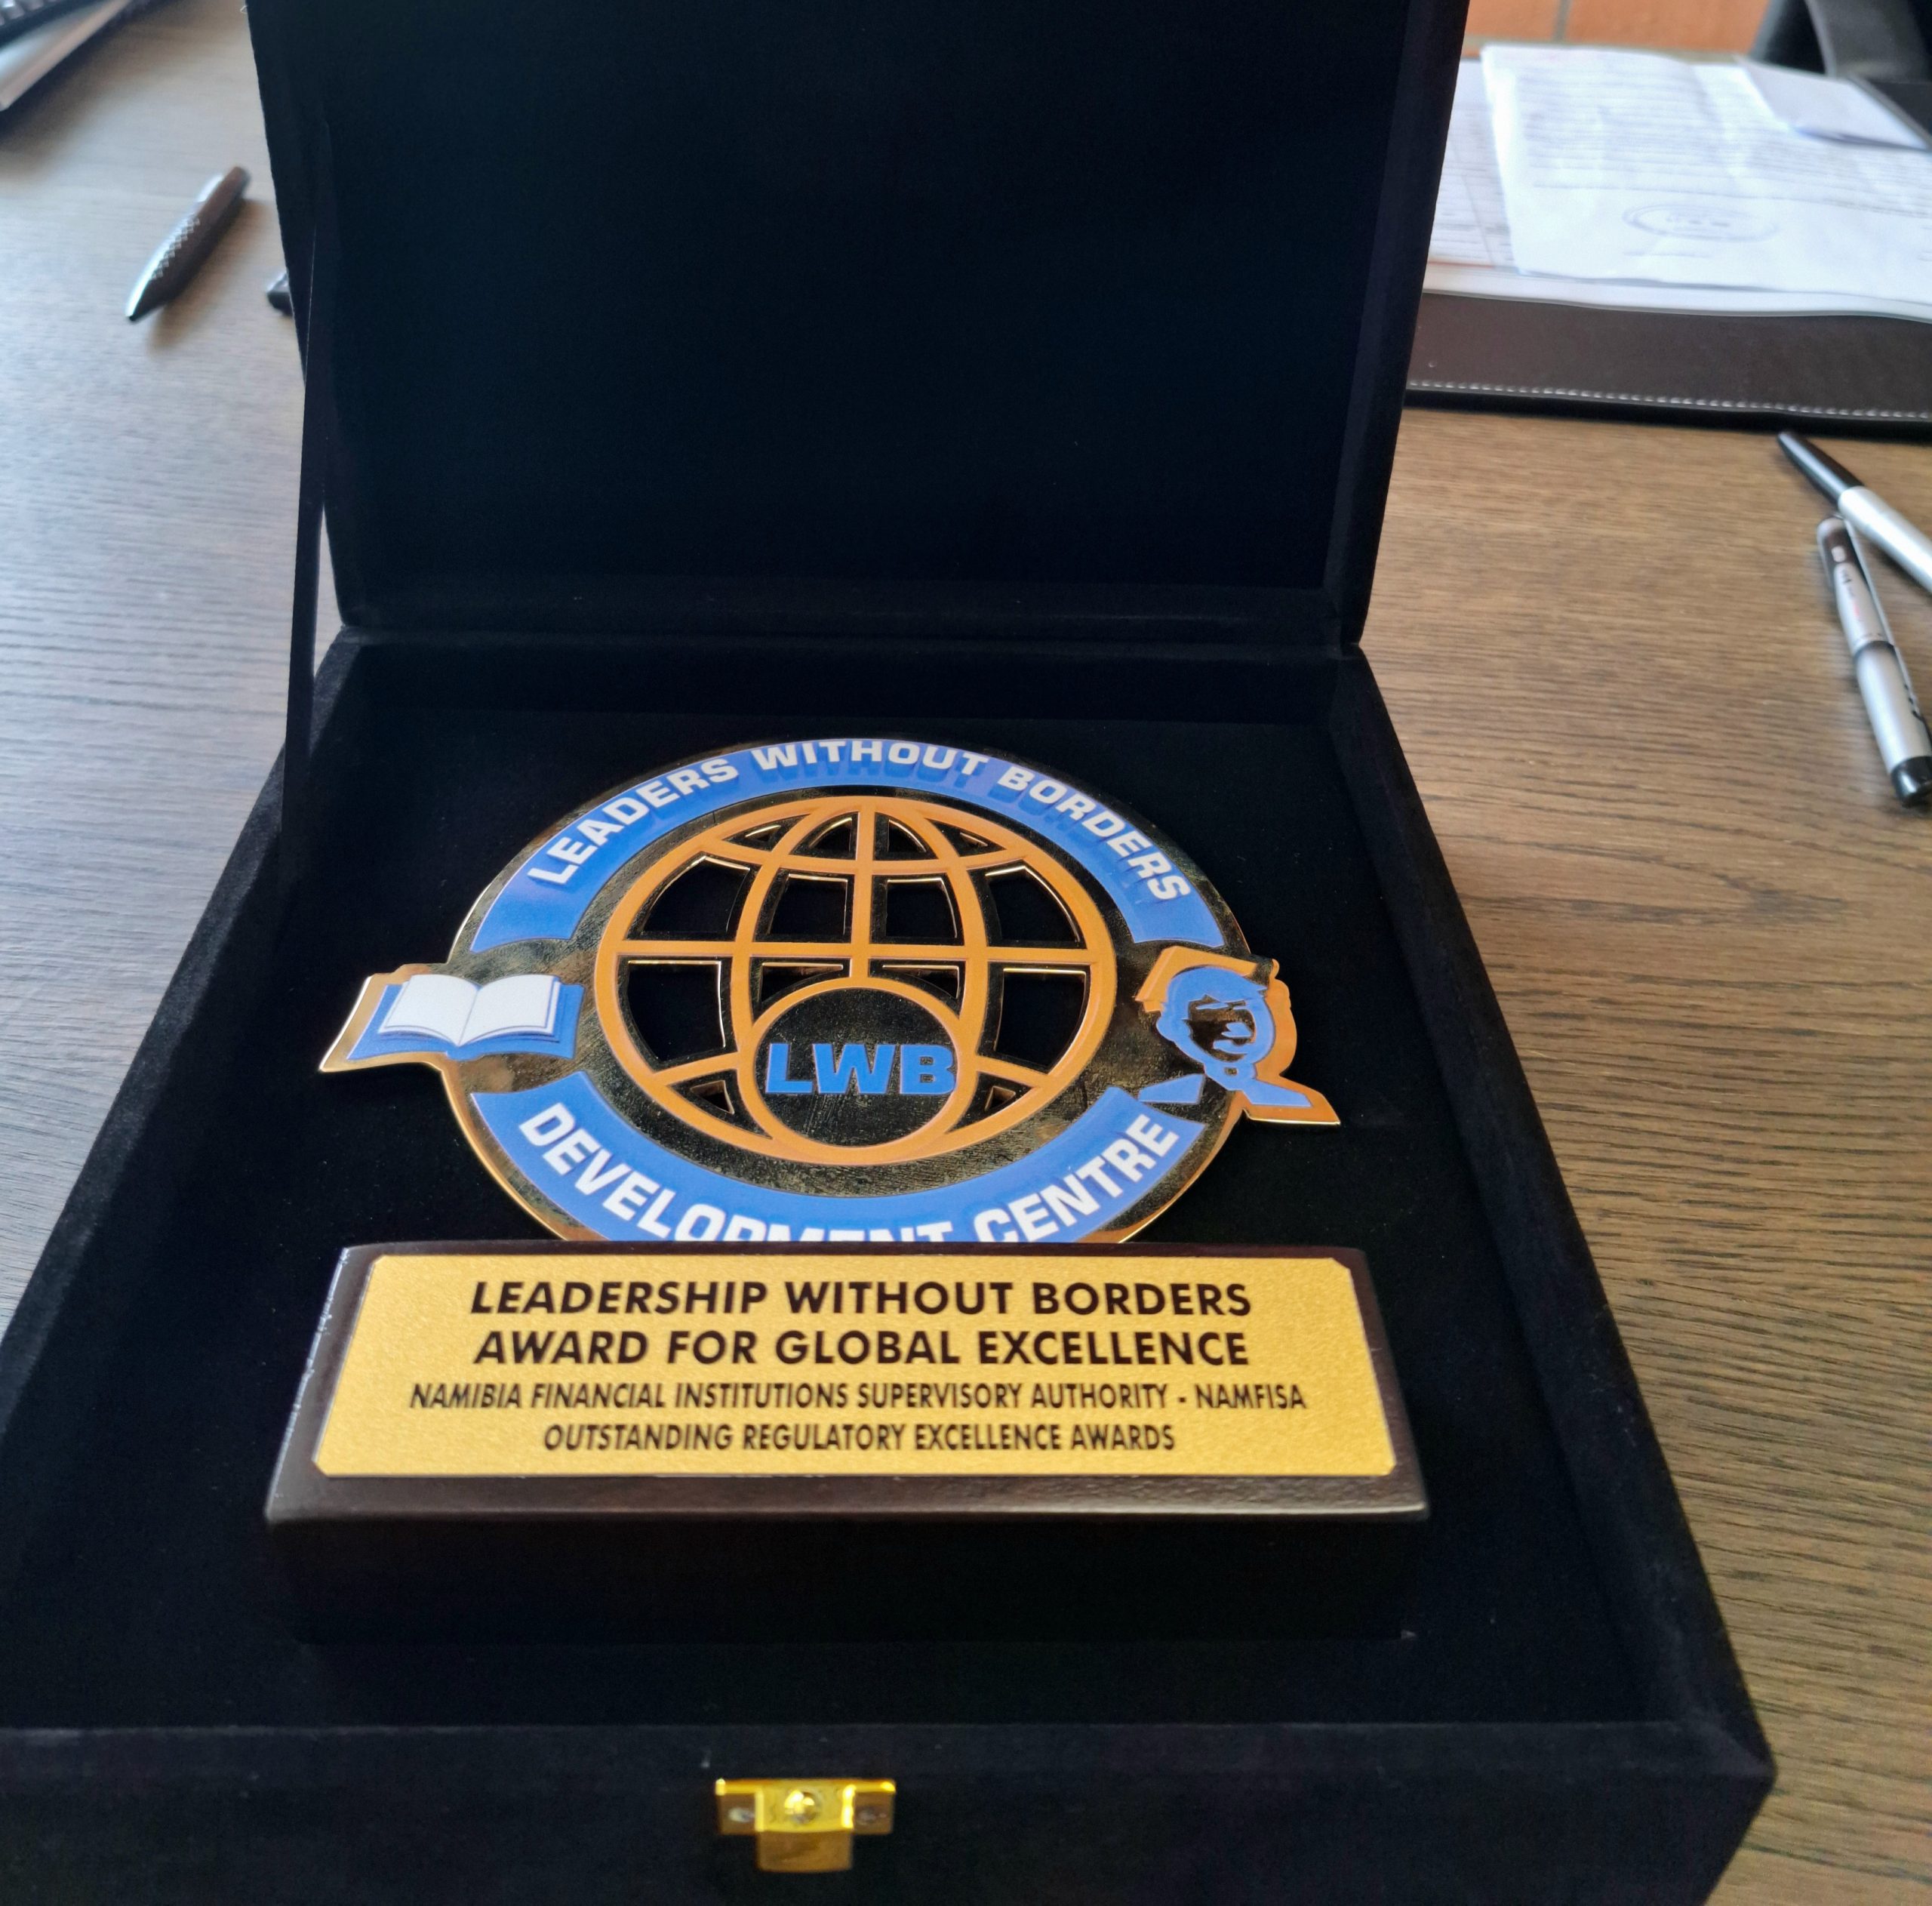 LEADERS WITHOUT BORDERS
LWB
DEVELOPMENT CENTRE
LEADERSHIP WITHOUT BORDERS
AWARD FOR GLOBAL EXCELLENCE
NAMIBIA FINANCIAL INSTITUTIONS SUPERVISORY AUTHORITY - NAMFISA
OUTSTANDING REGULATORY EXCELLENCE AWARDS